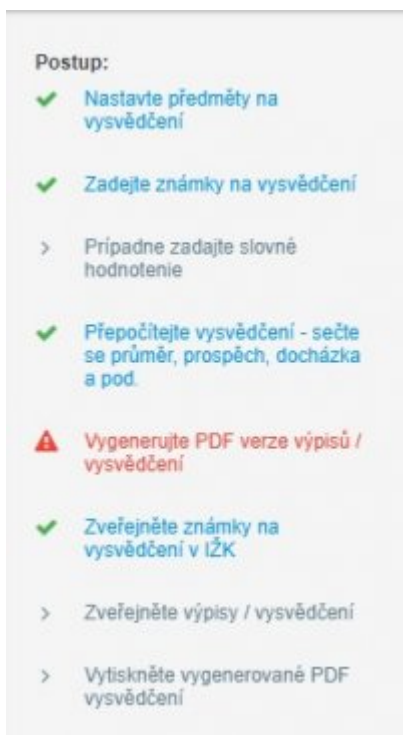 Postup:
Nastavte předměty na
vysvědčení
Zadejte známky na vysvědčení
Prípadne zadajte slovné
hodnotenie
Přepočítejte vysvědčení - sečte
se průměr, prospěch, docházka
a pod.
Vygenerujte PDF verze výpisů /
vysvědčení
Zveřejněte známky na
vysvědčení v IŽK
Zveřejněte výpisy / vysvědčení
Vytiskněte vygenerované PDF
vysvědčení